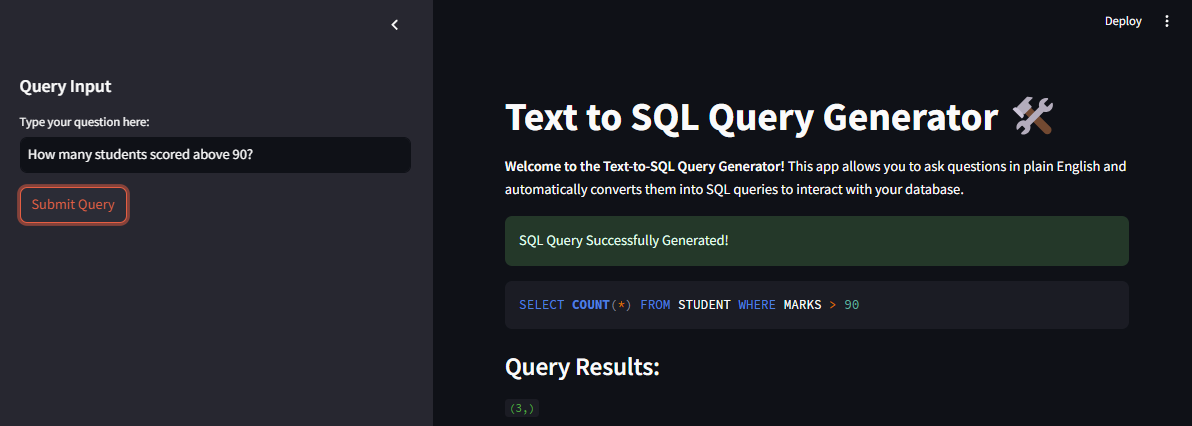 Deploy
Query Input
Type your question here:
How many students scored above 90?
Submit Query
Text to SQL Query Generator
Welcome to the Text-to-SQL Query Generator! This app allows you to ask questions in plain English and
automatically converts them into SQL queries to interact with your database.
SQL Query Successfully Generated!
SELECT COUNT(*) FROM STUDENT WHERE MARKS > 90
Query Results:
(3,)